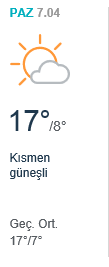 PAZ 7.04
17°/8°
Kısmen
güneşli
Geç. Ort.
17°/7°